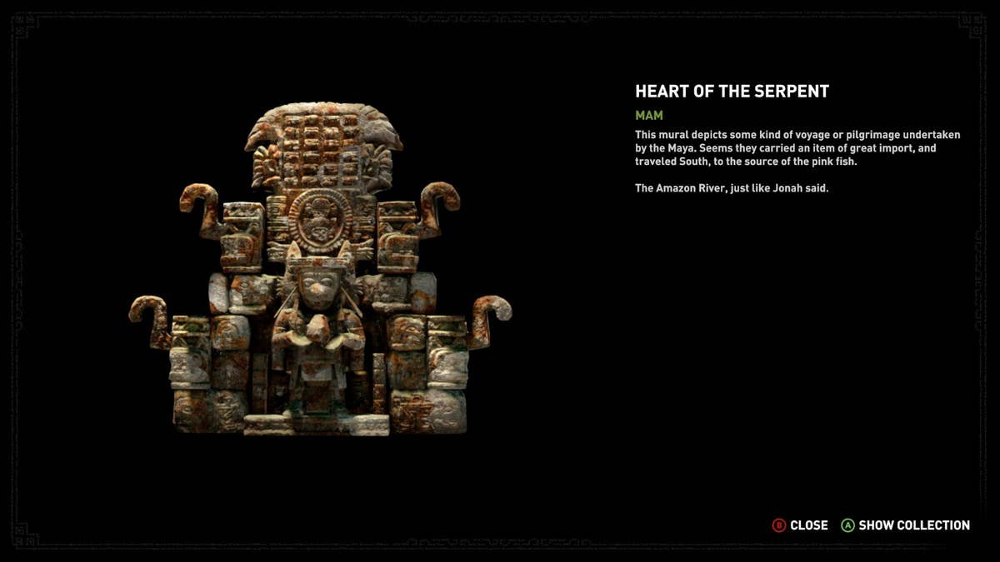 HEART OF THE SERPENT
MAM
This mural depicts some kind of voyage or pilgrimage undertaken
by the Maya. Seems they carried an item of great import, and
traveled South, to the source of the pink fish.
The Amazon River, just like Jonah said.
B CLOSE A SHOW COLLECTION